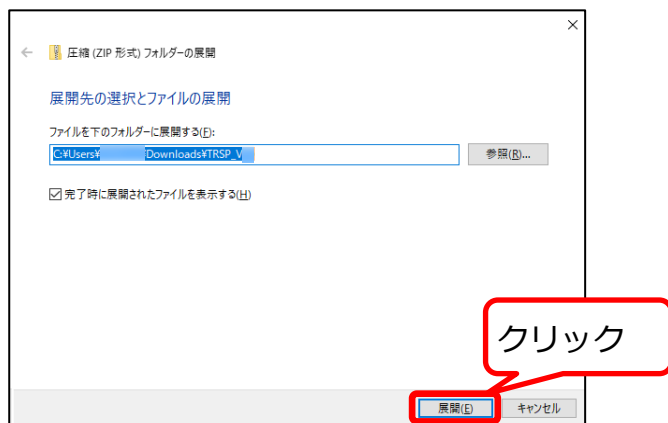 圧縮 (ZIP 形式) フォルダーの展開
展開先の選択とファイルの展開
ファイルを下のフォルダーに展開する(F):
C:¥Users¥ Downloads¥TRSP_V
参照(R)...
完了時に展開されたファイルを表示する(H)
クリック
展開(E)
キャンセル